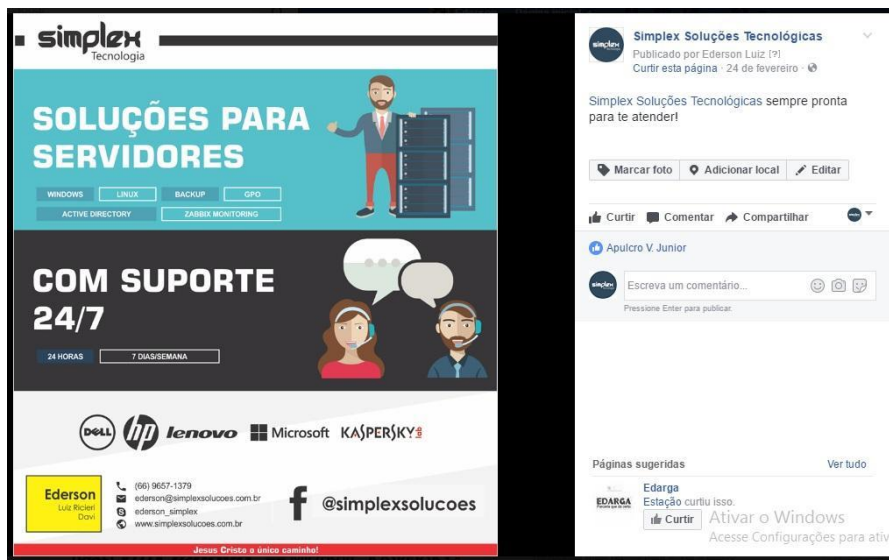 simplex
Tecnologia
SOLUÇÕES PARA
SERVIDORES
WINDOWS LINUX BACKUP GPO
ACTIVE DIRECTORY ZABBIX MONITORING
COM SUPORTE
24/7
24 HORAS 7 DIAS/SEMANA
DELL hp lenovo Microsoft KASPERSKY lab
Ederson
Luiz Ricieri
Davi
(66) 9657-1379
ederson@simplexsolucoes.com.br
ederson_simplex
www.simplexsolucoes.com.br
f @simplexsolucoes
Jesus Cristo o único caminho!
simplex
Simplex Soluções Tecnológicas
Publicado por Ederson Luiz [?]
Curtir esta página · 24 de fevereiro ·
Simplex Soluções Tecnológicas sempre pronta
para te atender!
Marcar foto Adicionar local Editar
Curtir Comentar Compartilhar
Apulcro V. Junior
simplex
Escreva um comentário...
Pressione Enter para publicar.
Páginas sugeridas Ver tudo
EDARGA
Edarga
Estação curtiu isso.
Curtir
Ativar o Windows
Acesse Configurações para ativ